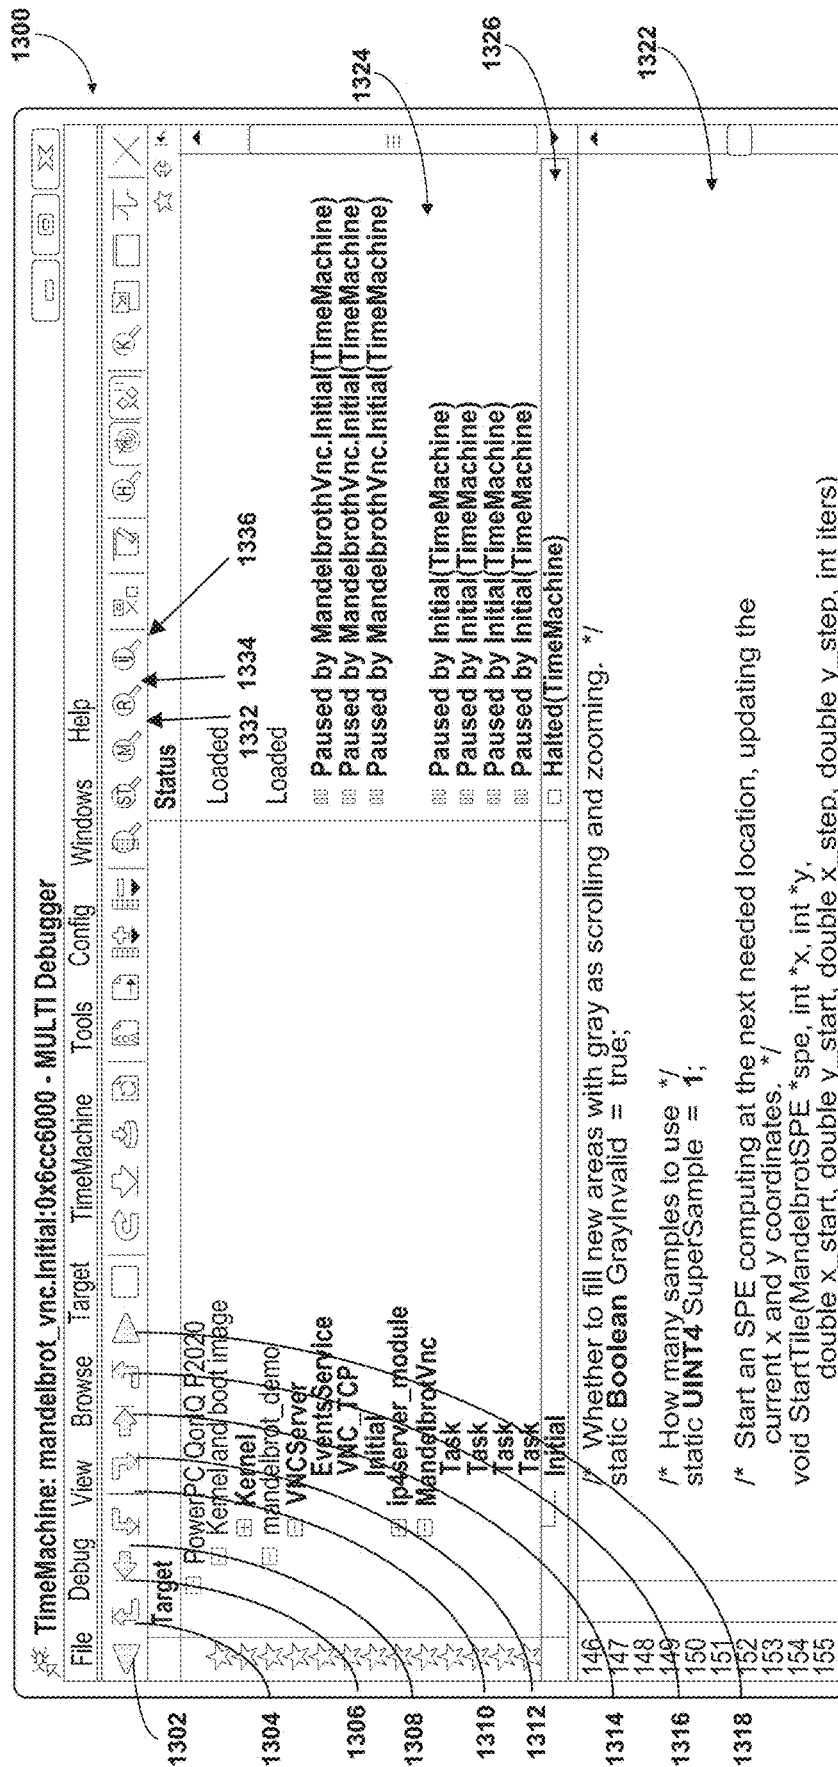 1300
TimeMachine: mandelbrot_vnc.Initial:0x6cc6000 - MULTI Debugger
File Debug View Browse Target TimeMachine Tools Config Windows Help
S1 M R I H K
1332 1334 1336
Target Status
PowerPC QorIQ P2020
Kernel and boot image Loaded
Kernel
mandelbrot_demo Loaded
VNCServer
EventsService Paused by MandelbrothVnc.Initial(TimeMachine)
VNC_TCP Paused by MandelbrothVnc.Initial(TimeMachine)
Initial Paused by MandelbrothVnc.Initial(TimeMachine)
ip4server_module
MandelbrotVnc
Task Paused by Initial(TimeMachine)
Task Paused by Initial(TimeMachine)
Task Paused by Initial(TimeMachine)
Task Paused by Initial(TimeMachine)
Initial Halted(TimeMachine)
1324
1326
1322
146 /* Whether to fill new areas with gray as scrolling and zooming. */
147 static Boolean GrayInvalid = true;
148
149 /* How many samples to use */
150 static UINT4 SuperSample = 1;
151
152 /* Start an SPE computing at the next needed location, updating the
153 current x and y coordinates. */
154 void StartTile(MandelbrotSPE *spe, int *x, int *y,
155 double x_start, double y_start, double x_step, double y_step, int iters)
1302
1304
1306
1308
1310
1312
1314
1316
1318